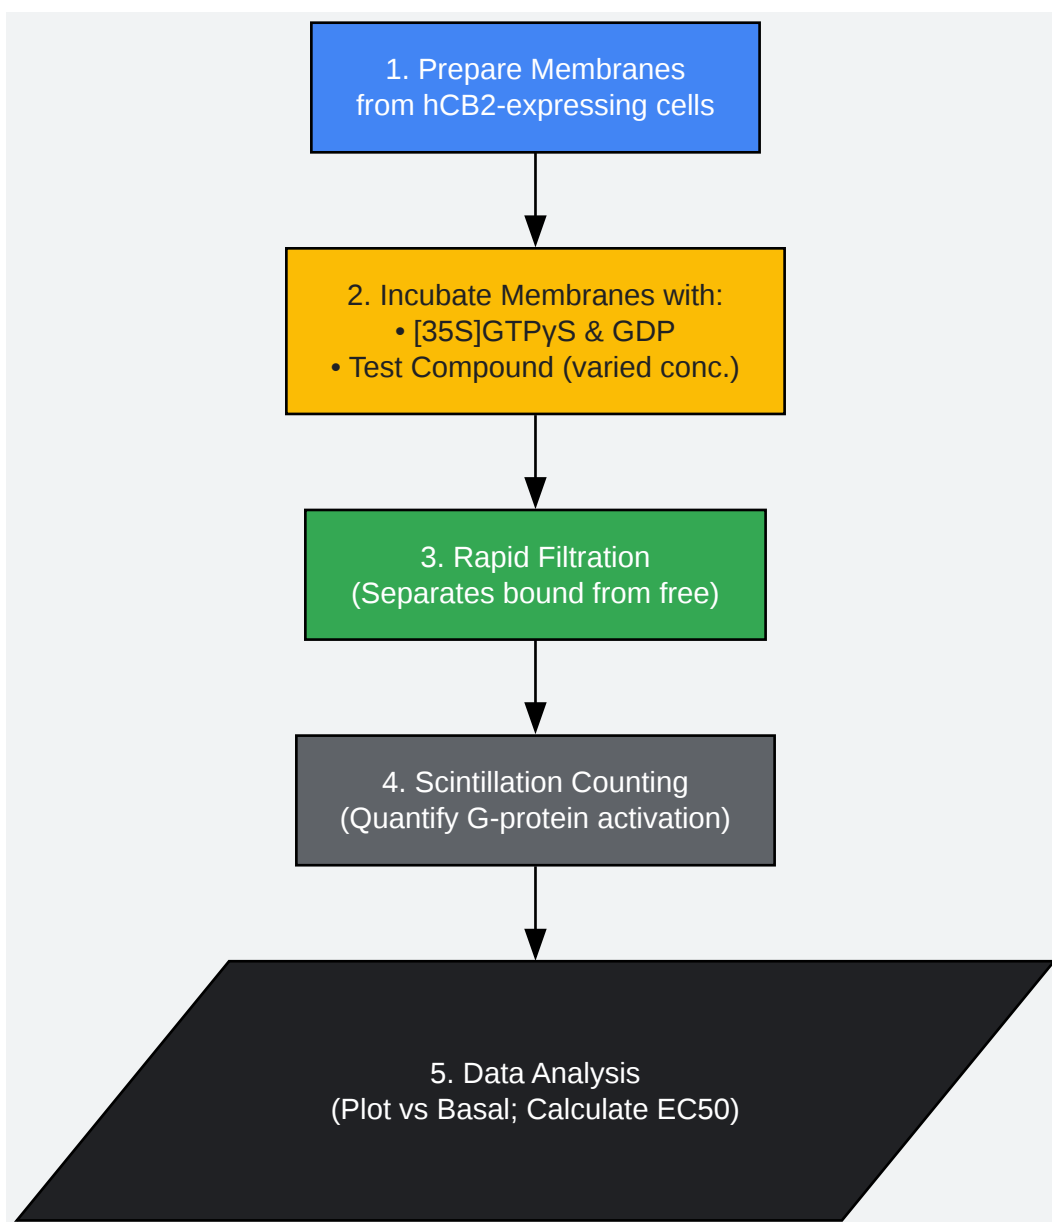 1. Prepare Membranes
from hCB2-expressing cells
2. Incubate Membranes with:
• [35S]GTPγS & GDP
• Test Compound (varied conc.)
3. Rapid Filtration
(Separates bound from free)
4. Scintillation Counting
(Quantify G-protein activation)
5. Data Analysis
(Plot vs Basal; Calculate EC50)